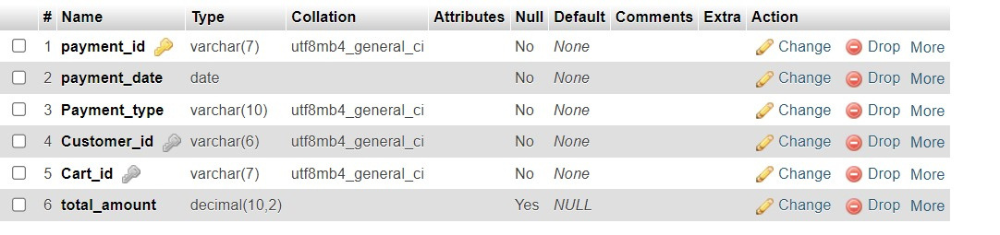 # Name Type Collation Attributes Null Default Comments Extra Action
1 payment_id varchar(7) utf8mb4_general_ci No None Change Drop More
2 payment_date date No None Change Drop More
3 Payment_type varchar(10) utf8mb4_general_ci No None Change Drop More
4 Customer_id varchar(6) utf8mb4_general_ci No None Change Drop More
5 Cart_id varchar(7) utf8mb4_general_ci No None Change Drop More
6 total_amount decimal(10,2) Yes NULL Change Drop More